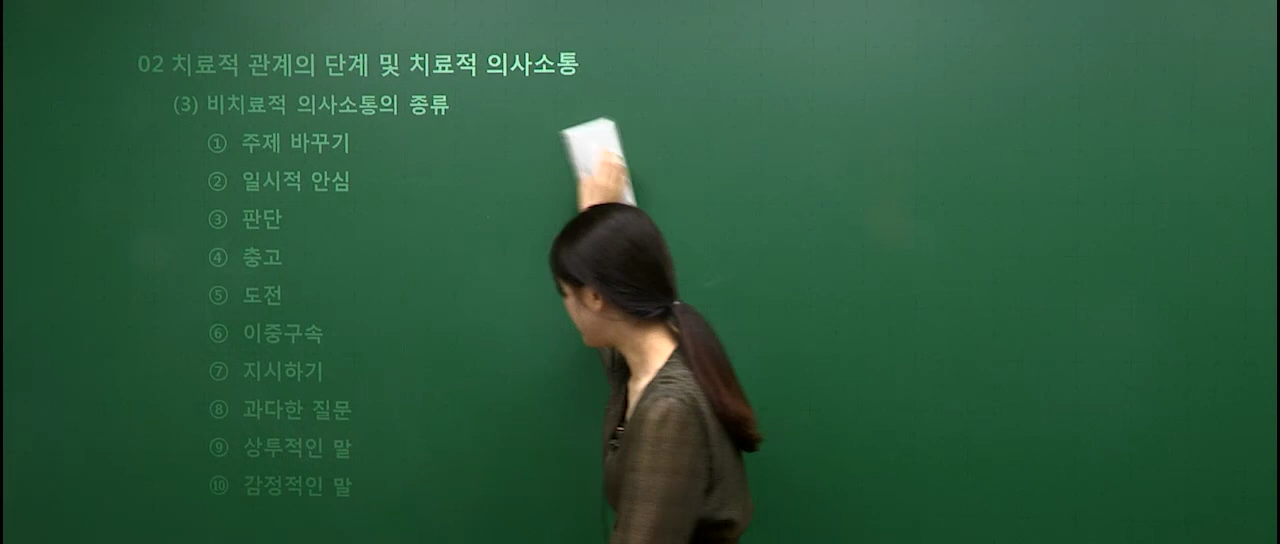 02 치료적 관계의 단계 및 치료적 의사소통
(3) 비치료적 의사소통의 종류
① 주제 바꾸기
② 일시적 안심
③ 판단
④ 충고
⑤ 도전
⑥ 이중구속
⑦ 지시하기
⑧ 과다한 질문
⑨ 상투적인 말
⑩ 감정적인 말